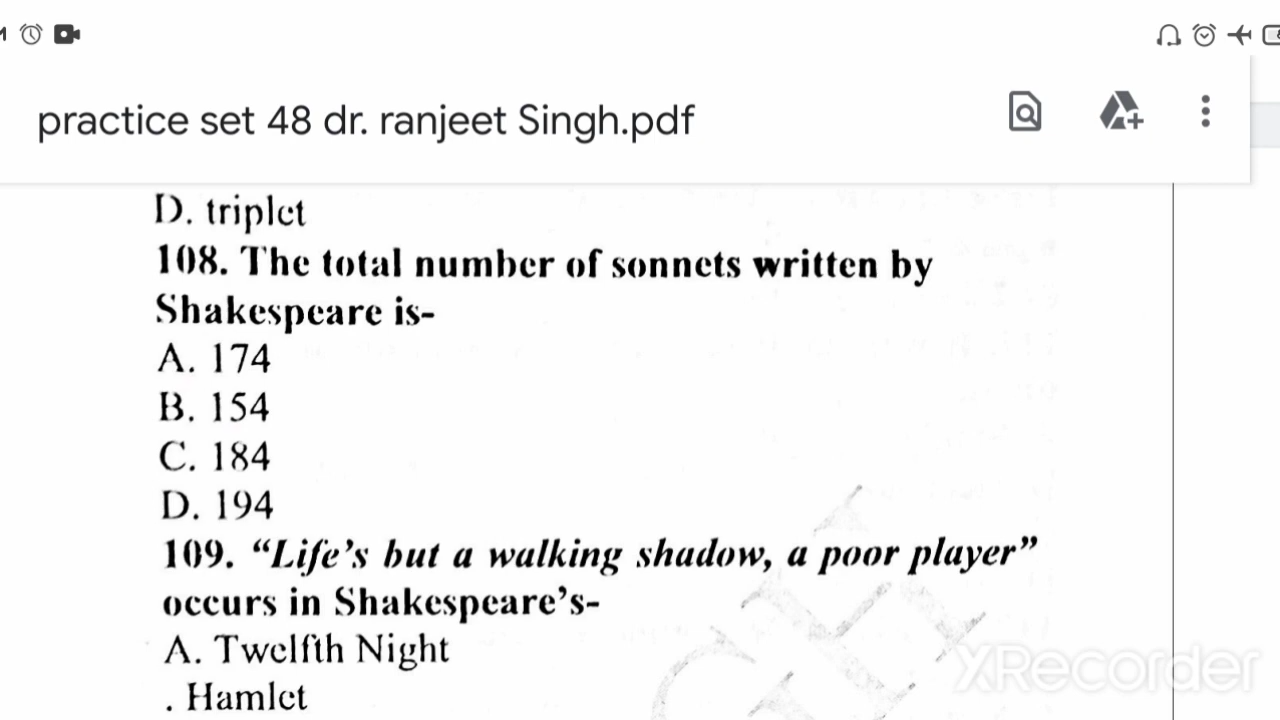 practice set 48 dr. ranjeet Singh.pdf
D. triplet
108. The total number of sonnets written by
Shakespeare is-
A. 174
B. 154
C. 184
D. 194
109. “Life’s but a walking shadow, a poor player”
occurs in Shakespeare’s-
A. Twelfth Night
. Hamlet
XRecorder